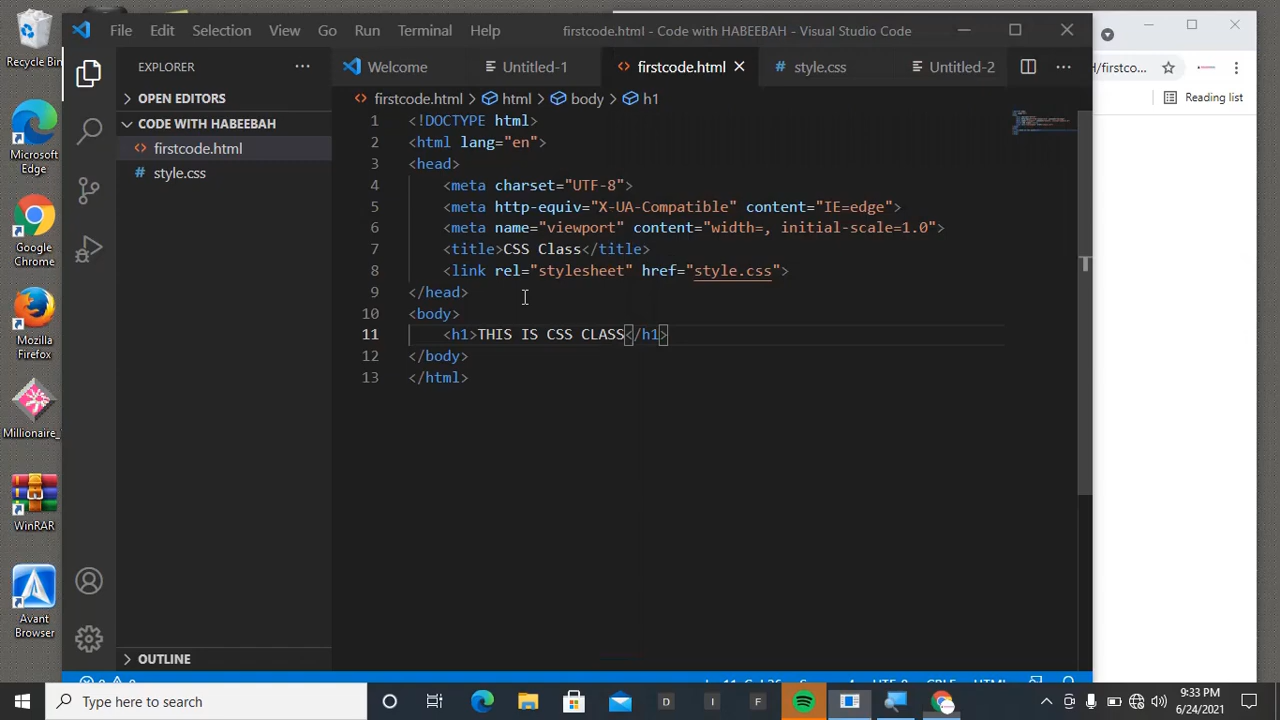 Recycle Bin
Microsoft
Edge
Google
Chrome
Mozilla
Firefox
Millionaire_
WinRAR
Avant
Browser
File Edit Selection View Go Run Terminal Help
firstcode.html - Code with HABEEBAH - Visual Studio Code
EXPLORER
OPEN EDITORS
CODE WITH HABEEBAH
firstcode.html
style.css
OUTLINE
Welcome Untitled-1 firstcode.html style.css Untitled-2
firstcode.html > html > body > h1
1 <!DOCTYPE html>
2 <html lang="en">
3 <head>
4 <meta charset="UTF-8">
5 <meta http-equiv="X-UA-Compatible" content="IE=edge">
6 <meta name="viewport" content="width=, initial-scale=1.0">
7 <title>CSS Class</title>
8 <link rel="stylesheet" href="style.css">
9 </head>
10 <body>
11 <h1>THIS IS CSS CLASS</h1>
12 </body>
13 </html>
H/firstco...
Reading list
Type here to search
D
I
F
9:33 PM
6/24/2021